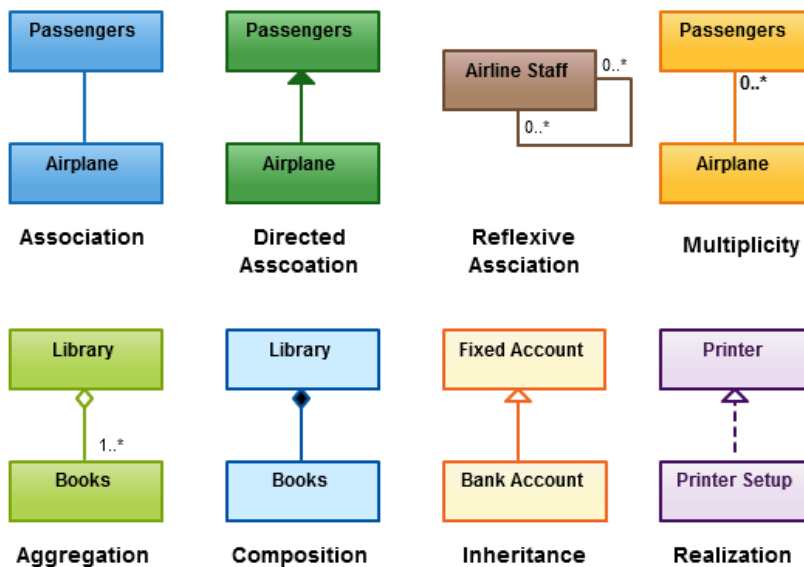 Passengers
Airplane
Association
Passengers
Airplane
Directed
Asscoation
Airline Staff
0..*
0..*
Reflexive
Assciation
Passengers
0..*
Airplane
Multiplicity
Library
1..*
Books
Aggregation
Library
Books
Composition
Fixed Account
Bank Account
Inheritance
Printer
Printer Setup
Realization